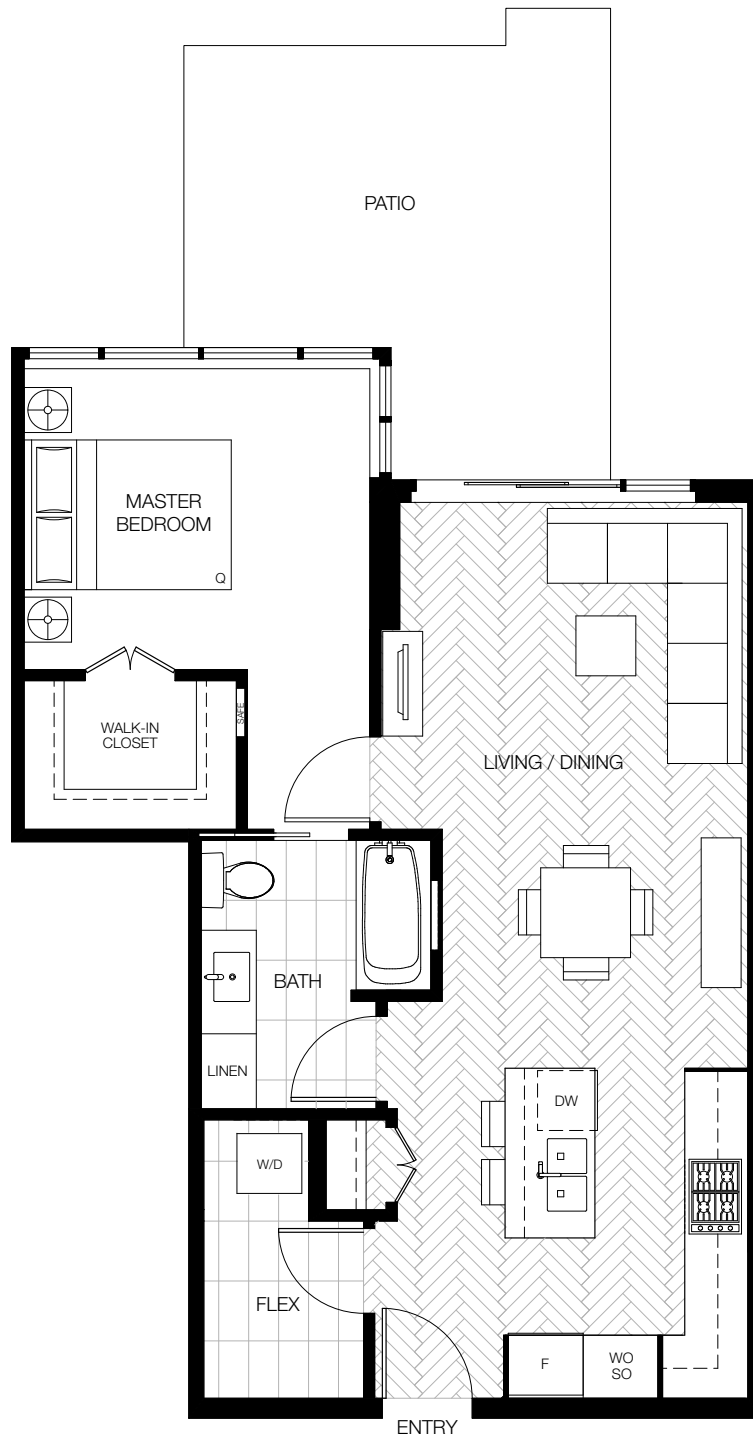 PATIO
MASTER
BEDROOM
Q
WALK-IN
CLOSET
SAFE
LIVING / DINING
BATH
LINEN
DW
W/D
FLEX
F
WO
SO
ENTRY